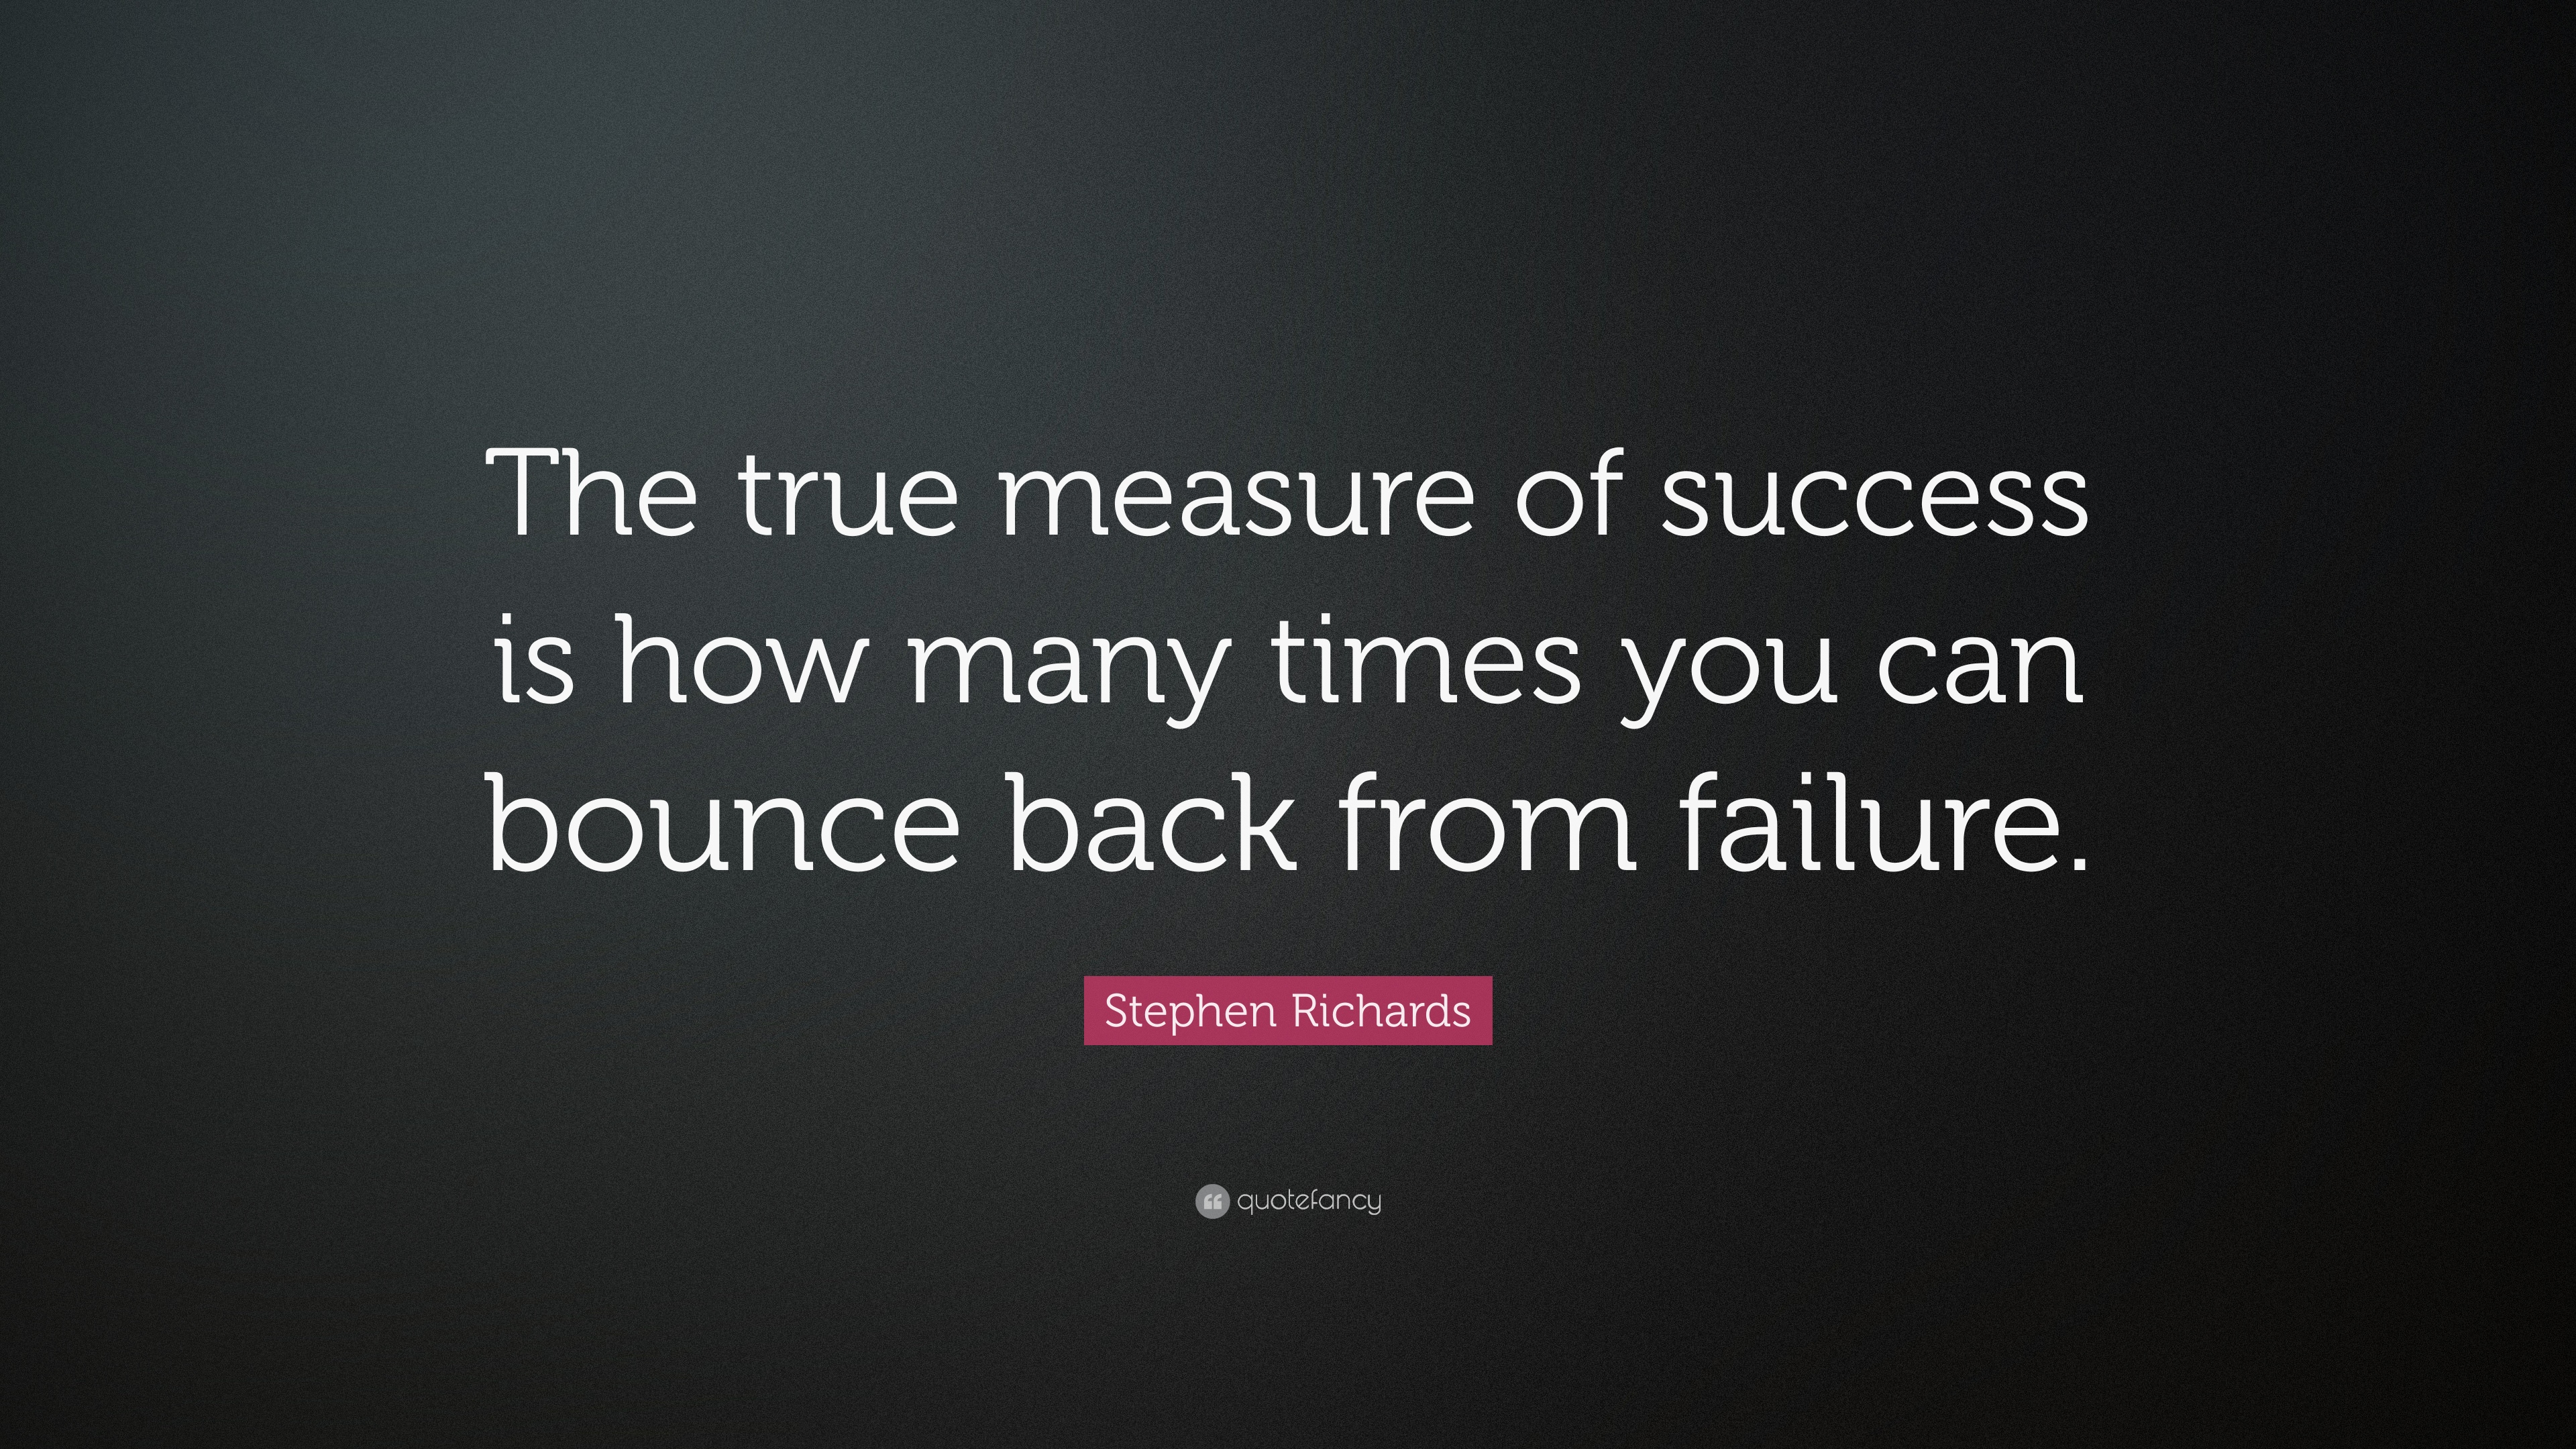 The true measure of success
is how many times you can
bounce back from failure.
Stephen Richards
quotefancy